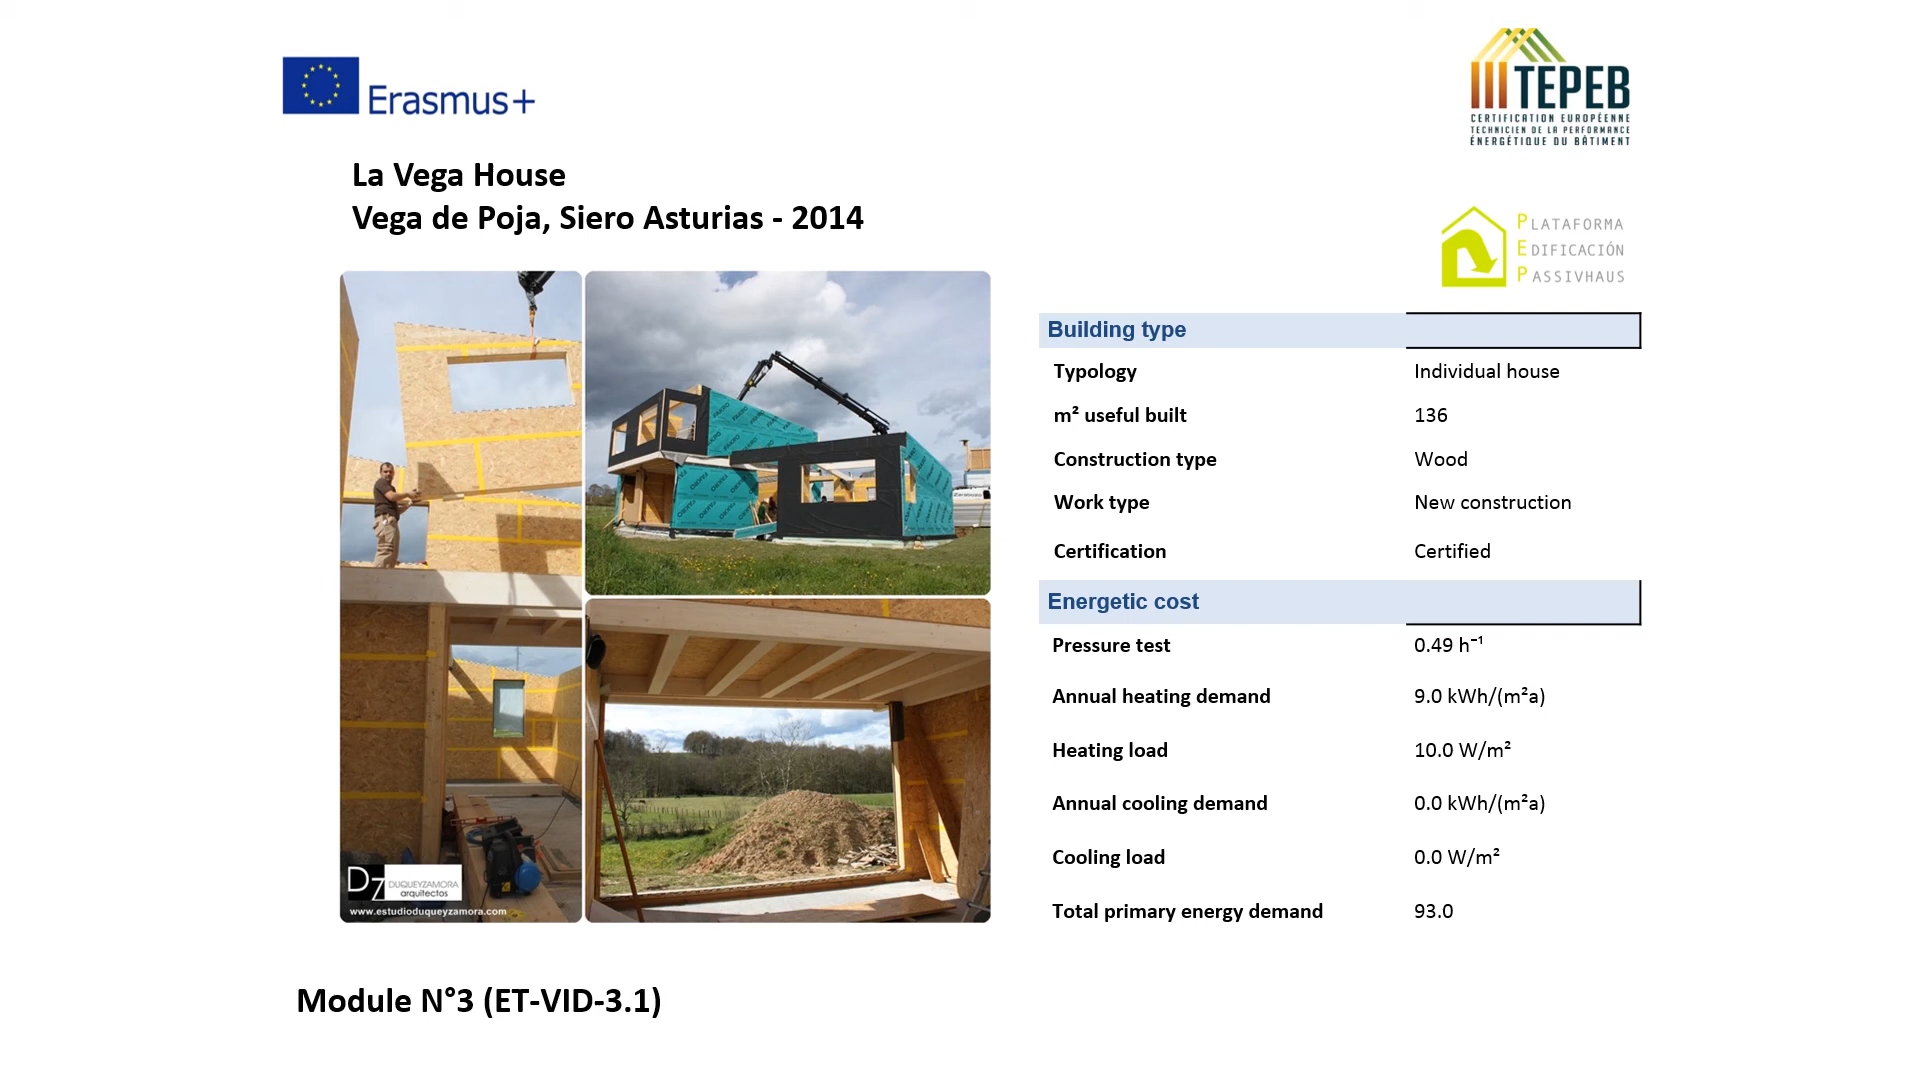 Erasmus+
TEPEB
CERTIFICATION EUROPÉENNE
TECHNICIEN DE LA PERFORMANCE
ÉNERGÉTIQUE DU BÂTIMENT
La Vega House
Vega de Poja, Siero Asturias - 2014
PLATAFORMA
EDIFICACIÓN
PASSIVHAUS
Building type
Typology Individual house
m² useful built 136
Construction type Wood
Work type New construction
Certification Certified
Energetic cost
Pressure test 0.49 h⁻¹
Annual heating demand 9.0 kWh/(m²a)
Heating load 10.0 W/m²
Annual cooling demand 0.0 kWh/(m²a)
Cooling load 0.0 W/m²
Total primary energy demand 93.0
DUQUEYZAMORA
arquitectos
www.estudioduqueyzamora.com
Module N°3 (ET-VID-3.1)